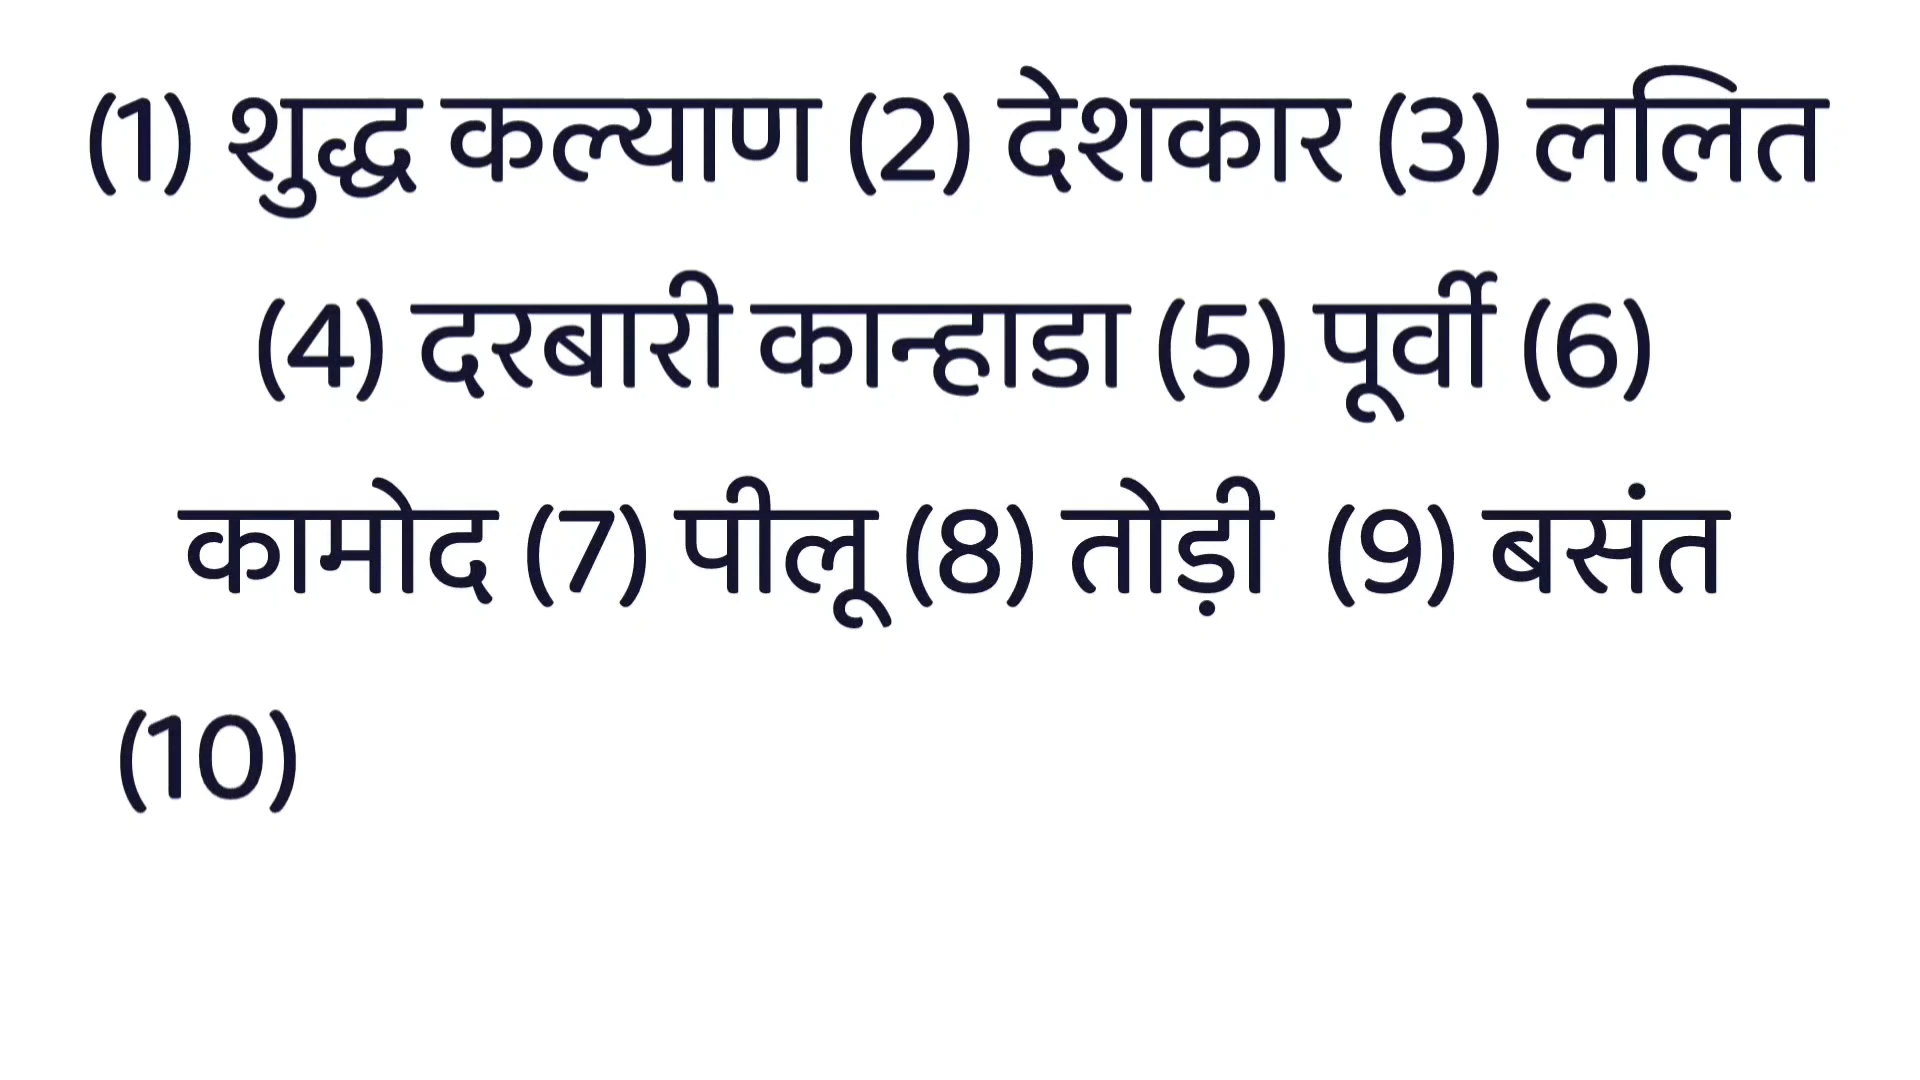 (1) शुद्ध कल्याण (2) देशकार (3) ललित
(4) दरबारी कान्हाडा (5) पूर्वी (6)
कामोद (7) पीलू (8) तोड़ी (9) बसंत
(10)